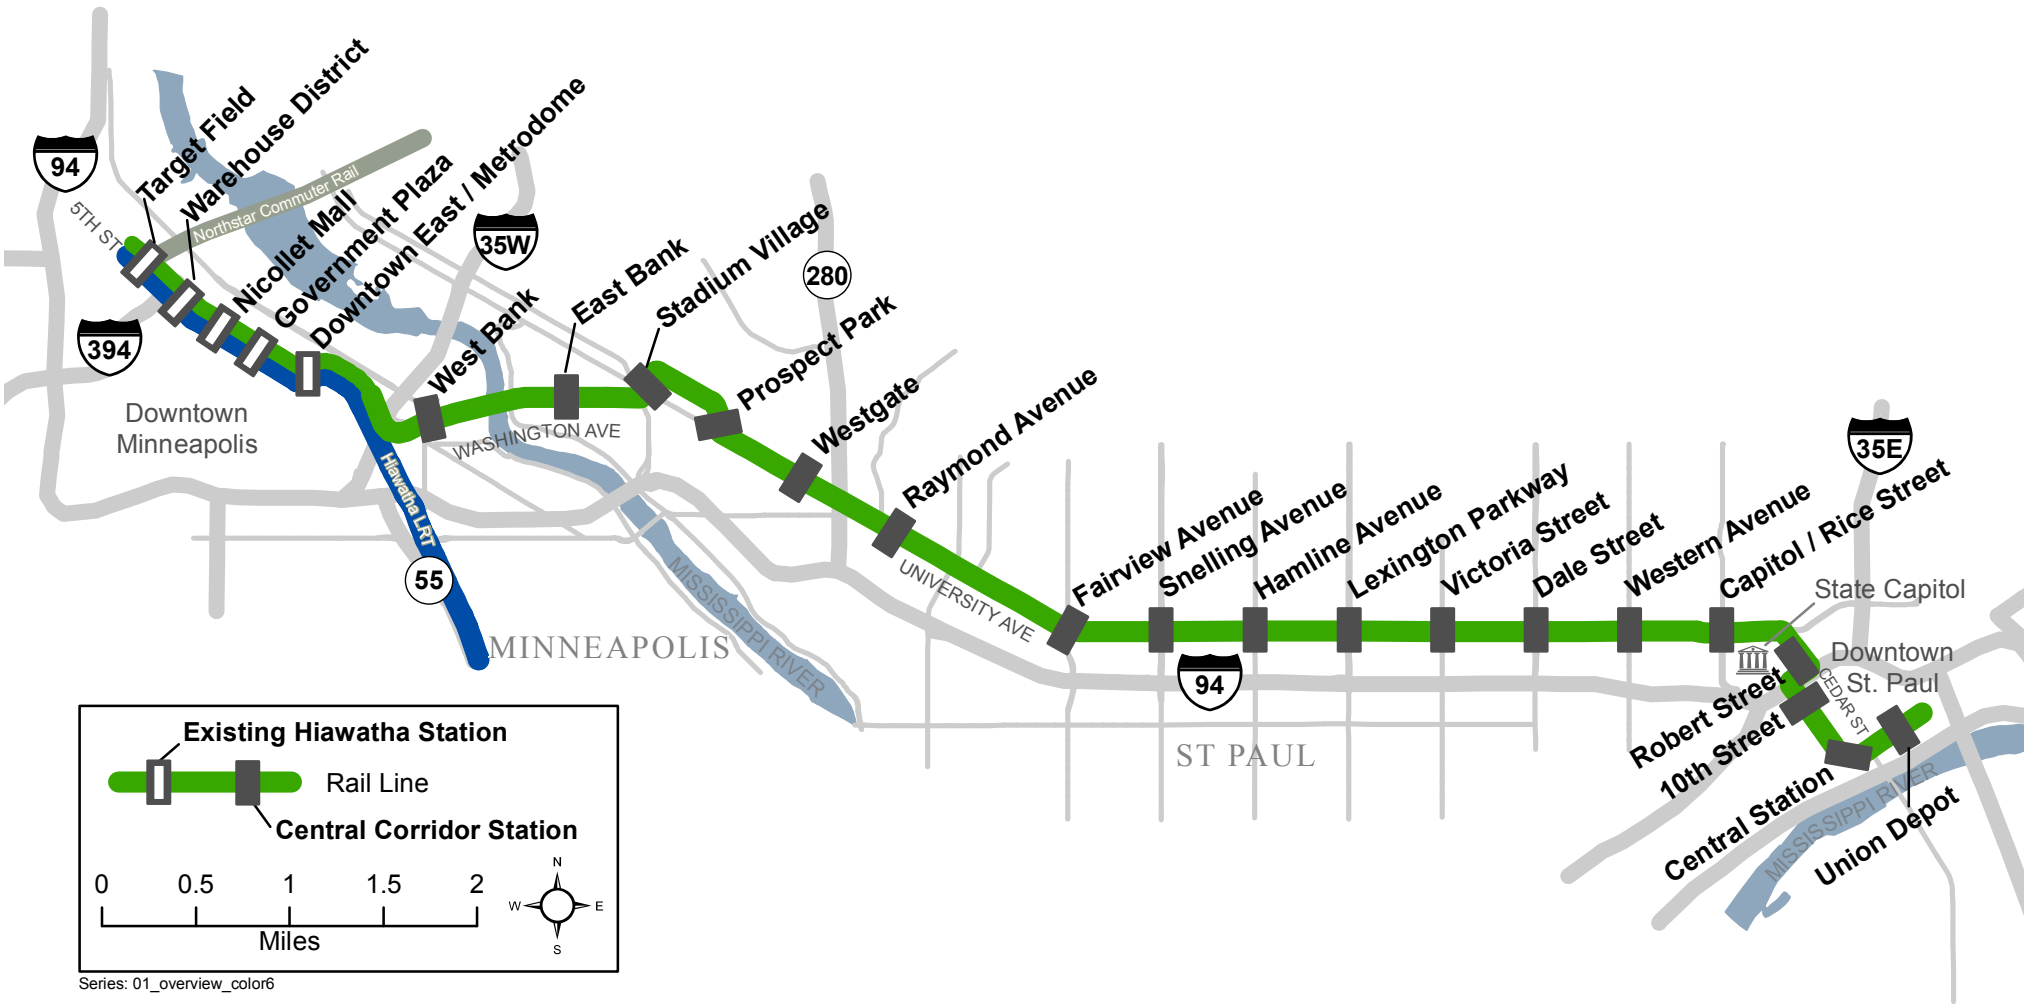 94
5TH ST
Target Field
Warehouse District
Northstar Commuter Rail
Nicollet Mall
Government Plaza
Downtown East / Metrodome
35W
394
Downtown
Minneapolis
West Bank
East Bank
Stadium Village
280
Prospect Park
WASHINGTON AVE
Westgate
Raymond Avenue
Hiawatha LRT
55
MINNEAPOLIS
MISSISSIPPI RIVER
UNIVERSITY AVE
Fairview Avenue
Snelling Avenue
Hamline Avenue
Lexington Parkway
Victoria Street
Dale Street
Western Avenue
Capitol / Rice Street
35E
State Capitol
Downtown
St. Paul
94
ST PAUL
CEDAR ST
Robert Street
10th Street
Central Station
Union Depot
MISSISSIPPI RIVER
Existing Hiawatha Station
Rail Line
Central Corridor Station
0 0.5 1 1.5 2
Miles
N
W E
S
Series: 01_overview_color6